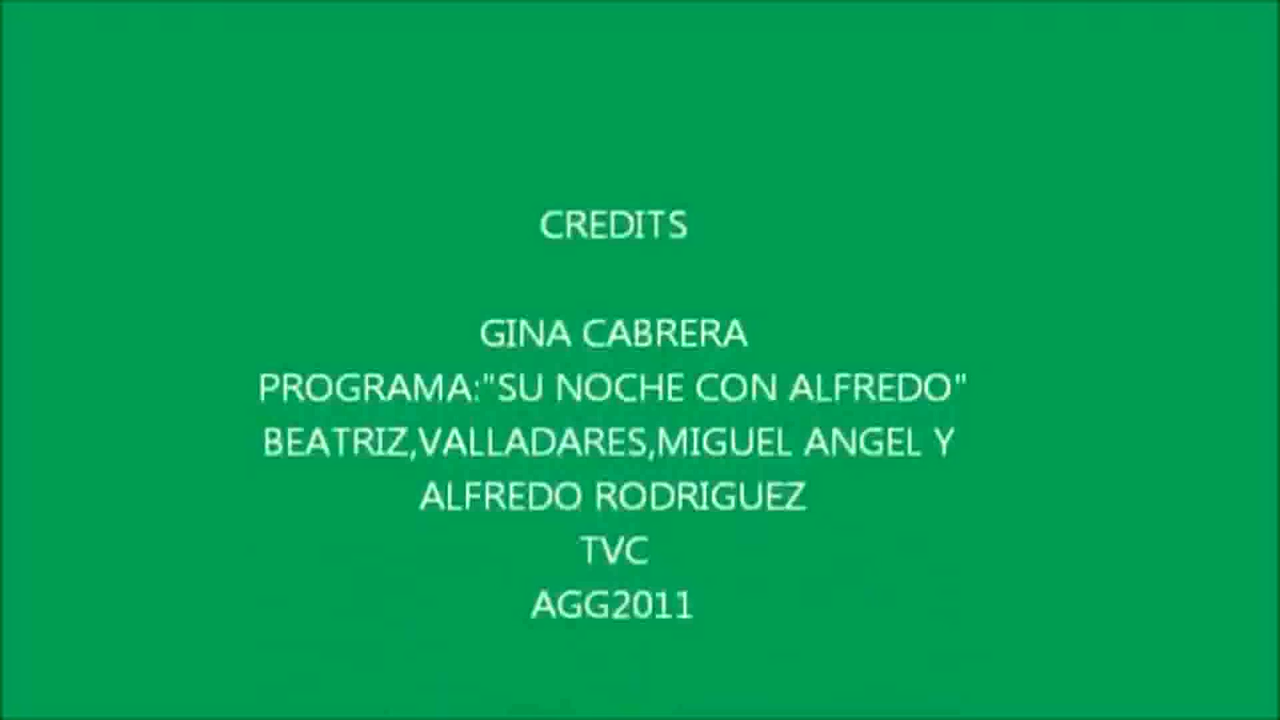 CREDITS
GINA CABRERA
PROGRAMA:"SU NOCHE CON ALFREDO"
BEATRIZ,VALLADARES,MIGUEL ANGEL Y
ALFREDO RODRIGUEZ
TVC
AGG2011